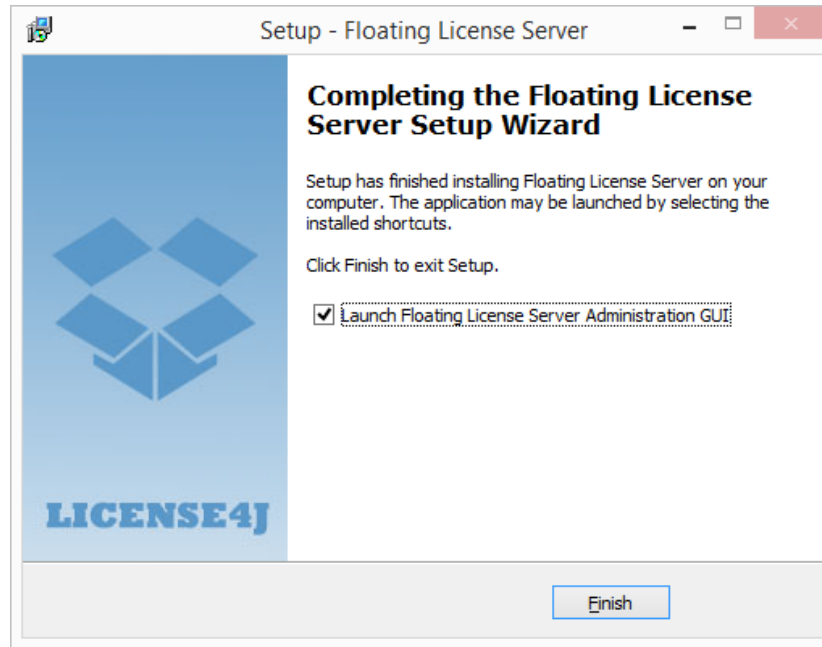 Setup - Floating License Server
Completing the Floating License
Server Setup Wizard
Setup has finished installing Floating License Server on your
computer. The application may be launched by selecting the
installed shortcuts.
Click Finish to exit Setup.
Launch Floating License Server Administration GUI
LICENSE4J
Finish